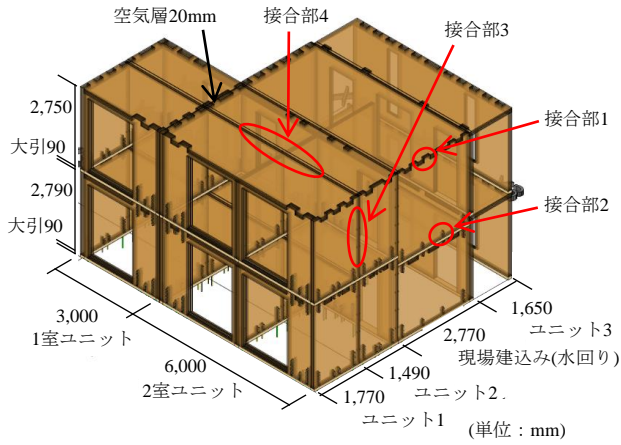 空気層20mm
接合部4
接合部3
接合部1
接合部2
2,750
大引90
2,790
大引90
3,000
1室ユニット
6,000
2室ユニット
1,770
ユニット1
1,490
ユニット2
2,770
現場建込み(水回り)
1,650
ユニット3
(単位：mm)